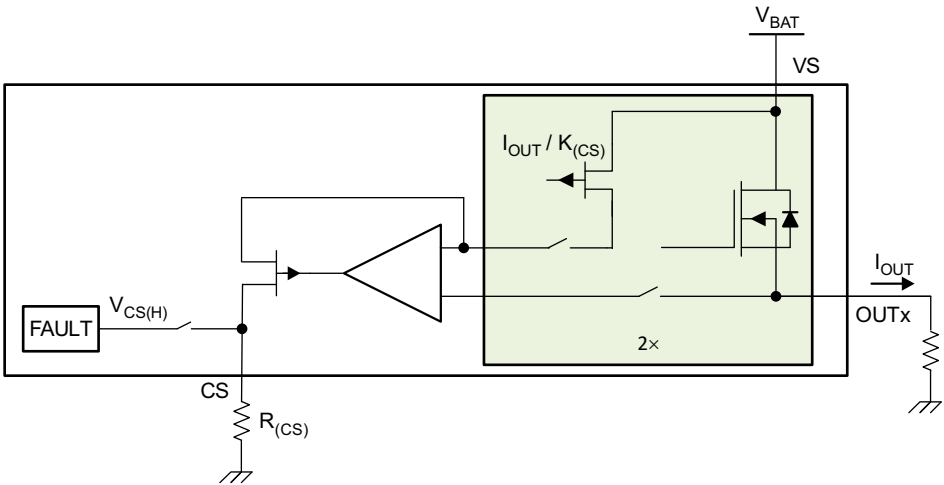 V_BAT
VS
I_OUT / K_(CS)
I_OUT
OUTx
V_CS(H)
FAULT
2×
CS
R_(CS)